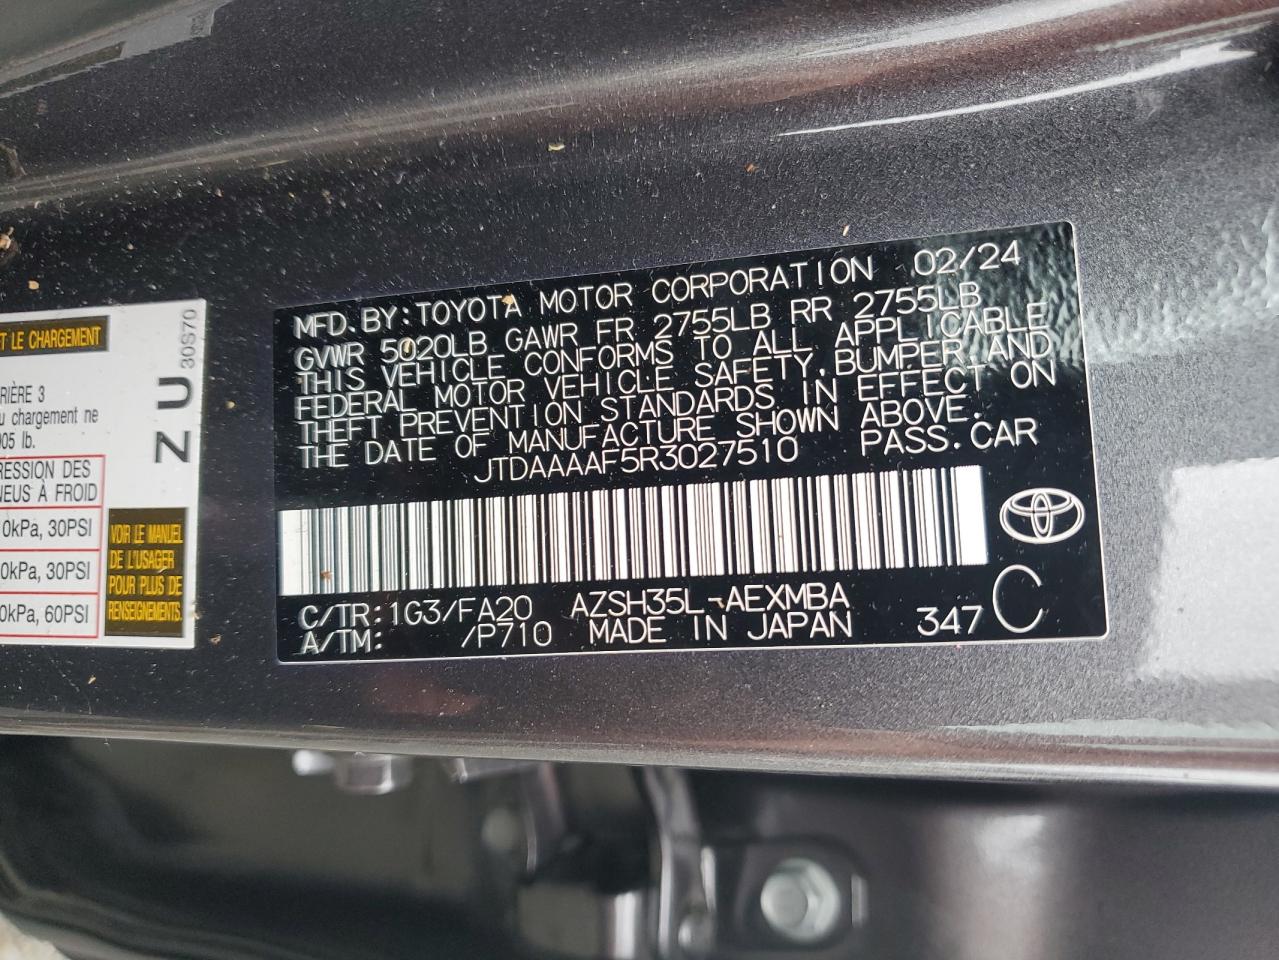 ET LE CHARGEMENT
RIÈRE 3
u chargement ne
905 lb.
RESSION DES
NEUS À FROID
0kPa, 30PSI
0kPa, 30PSI
0kPa, 60PSI
Z U 30S70
VOIR LE MANUEL
DE L'USAGER
POUR PLUS DE
RENSEIGNEMENTS.
MFD.BY:TOYOTA MOTOR CORPORATION 02/24
GVWR 5020LB GAWR FR 2755LB RR 2755LB
THIS VEHICLE CONFORMS TO ALL APPLICABLE
FEDERAL MOTOR VEHICLE SAFETY,BUMPER,AND
THEFT PREVENTION STANDARDS IN EFFECT ON
THE DATE OF MANUFACTURE SHOWN ABOVE.
JTDAAAAF5R3027510 PASS.CAR
C/TR:1G3/FA20 AZSH35L-AEXMBA
A/TM: /P710 MADE IN JAPAN 347 C